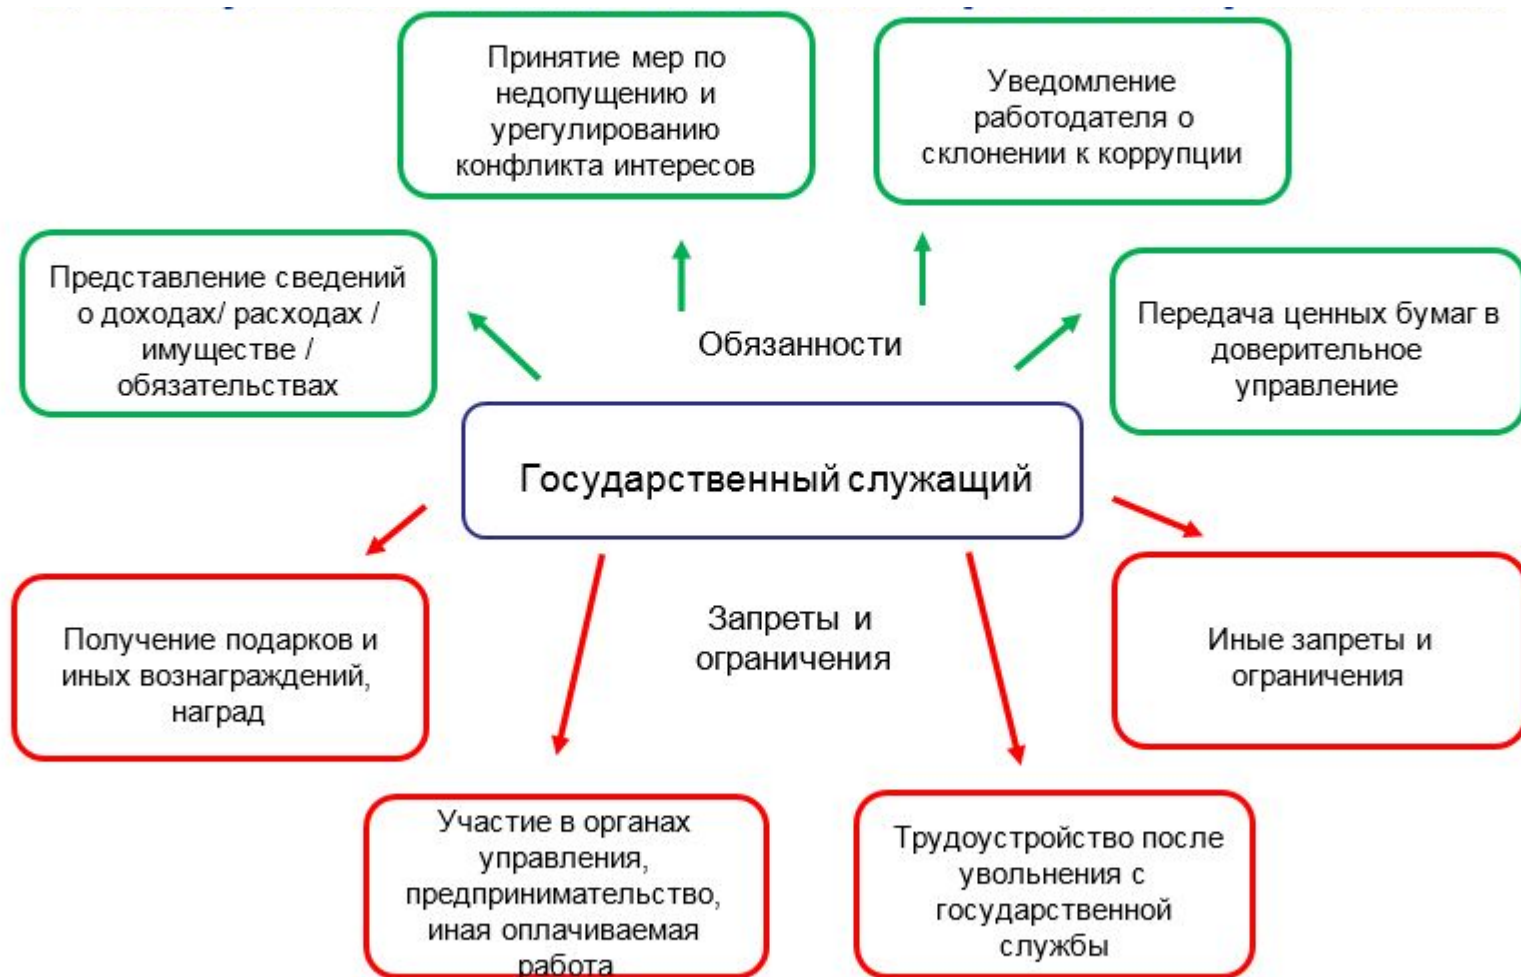 Принятие мер по
недопущению и
урегулированию
конфликта интересов
Уведомление
работодателя о
склонении к коррупции
Представление сведений
о доходах/ расходах /
имуществе /
обязательствах
Обязанности
Передача ценных бумаг в
доверительное
управление
Государственный служащий
Получение подарков и
иных вознаграждений,
наград
Запреты и
ограничения
Иные запреты и
ограничения
Участие в органах
управления,
предпринимательство,
иная оплачиваемая
работа
Трудоустройство после
увольнения с
государственной
службы